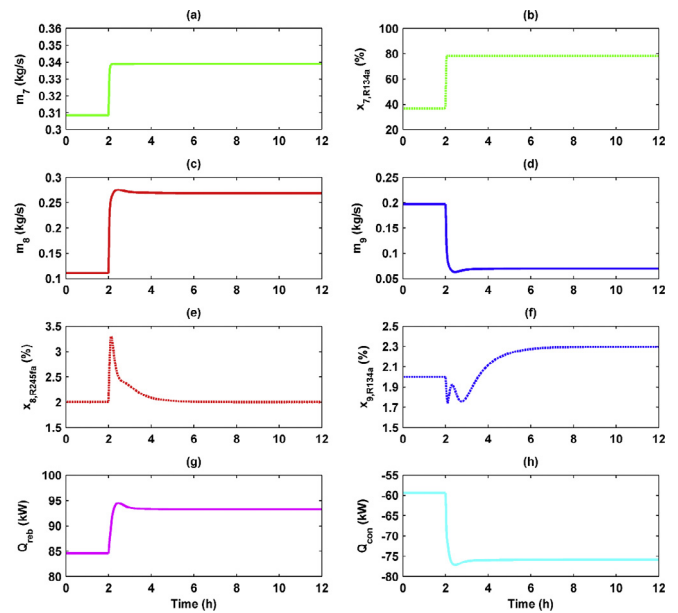 (a)
m7 (kg/s)
0.36
0.35
0.34
0.33
0.32
0.31
0.3
0 2 4 6 8 10 12
(b)
x7,R134a (%)
100
80
60
40
20
0 2 4 6 8 10 12
(c)
m8 (kg/s)
0.3
0.25
0.2
0.15
0.1
0 2 4 6 8 10 12
(d)
m9 (kg/s)
0.25
0.2
0.15
0.1
0.05
0 2 4 6 8 10 12
(e)
x8,R245fa (%)
3.5
3
2.5
2
1.5
0 2 4 6 8 10 12
(f)
x9,R134a (%)
2.5
2.3
2.1
1.9
1.7
1.5
0 2 4 6 8 10 12
(g)
Qreb (kW)
100
95
90
85
80
0 2 4 6 8 10 12
Time (h)
(h)
Qcon (kW)
-55
-60
-65
-70
-75
-80
0 2 4 6 8 10 12
Time (h)